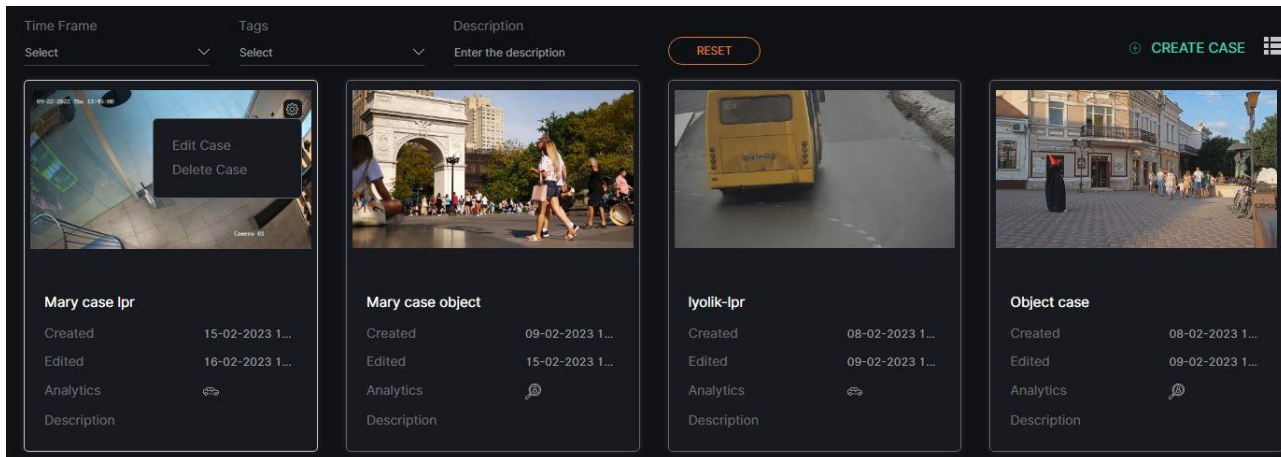 Time Frame
Tags
Description
Select
Select
Enter the description
RESET
CREATE CASE
Edit Case
Delete Case
Camera 01
Mary case lpr
Created 15-02-2023 1...
Edited 16-02-2023 1...
Analytics
Description
Mary case object
Created 09-02-2023 1...
Edited 15-02-2023 1...
Analytics
Description
lyolik-lpr
Created 08-02-2023 1...
Edited 09-02-2023 1...
Analytics
Description
Object case
Created 08-02-2023 1...
Edited 09-02-2023 1...
Analytics
Description